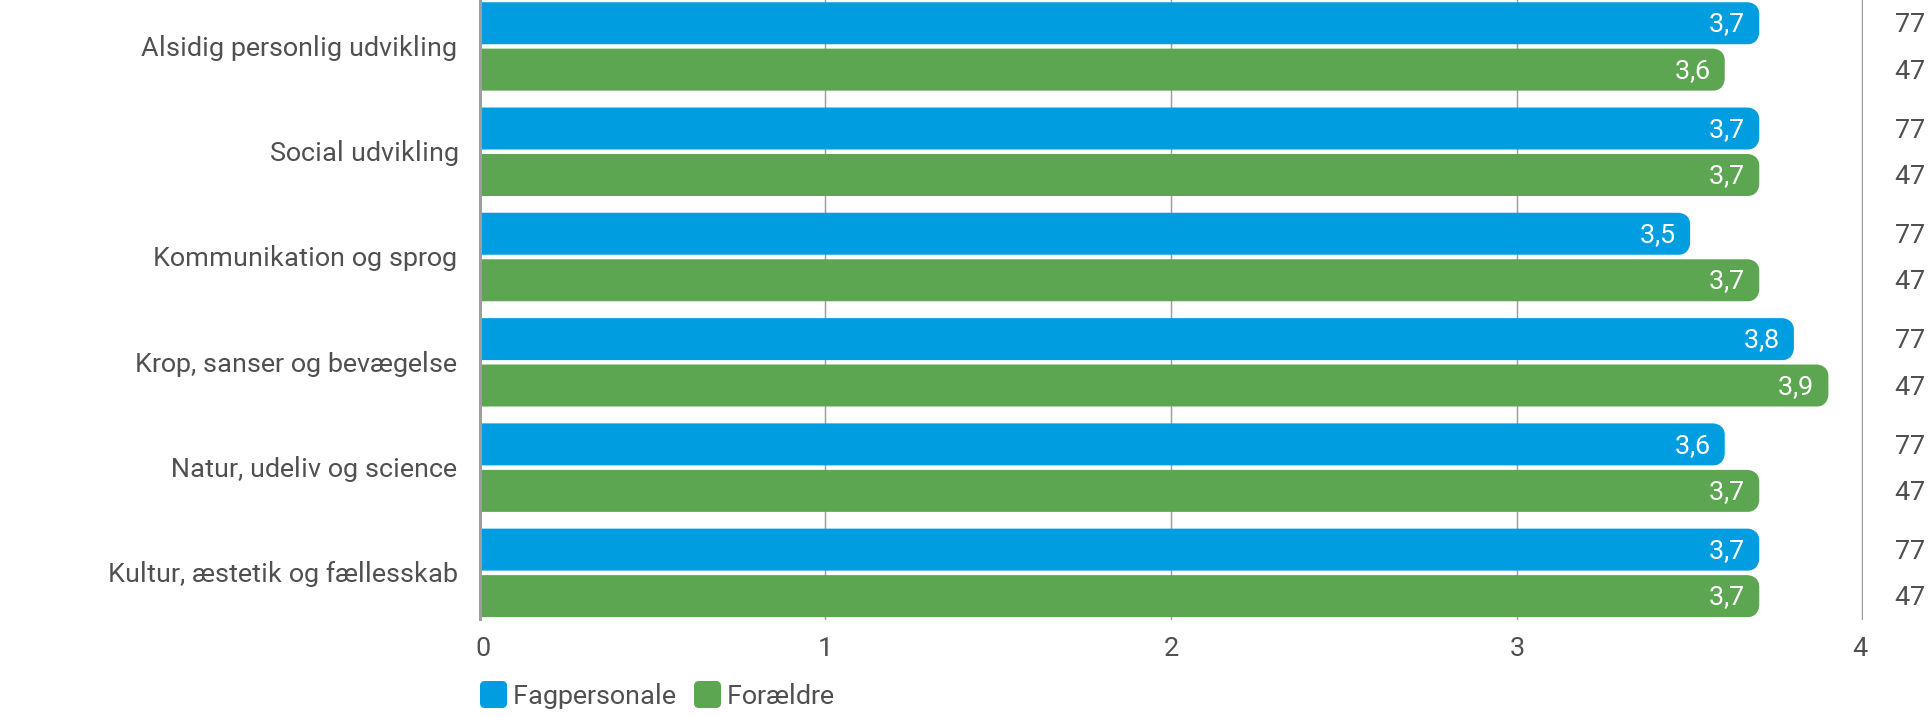 3,7 77
Alsidig personlig udvikling
3,6 47
3,7 77
Social udvikling
3,7 47
3,5 77
Kommunikation og sprog
3,7 47
3,8 77
Krop, sanser og bevægelse
3,9 47
3,6 77
Natur, udeliv og science
3,7 47
3,7 77
Kultur, æstetik og fællesskab
3,7 47
0 1 2 3 4
Fagpersonale Forældre